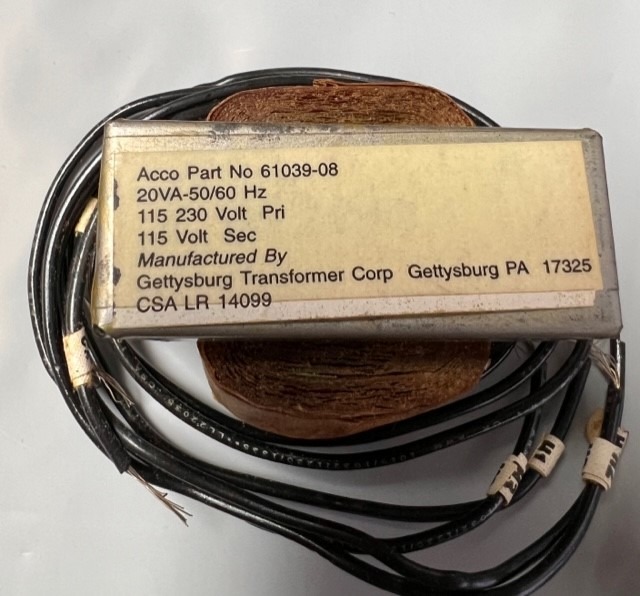 Acco Part No 61039-08
20VA-50/60 Hz
115 230 Volt Pri
115 Volt Sec
Manufactured By
Gettysburg Transformer Corp Gettysburg PA 17325
CSA LR 14099